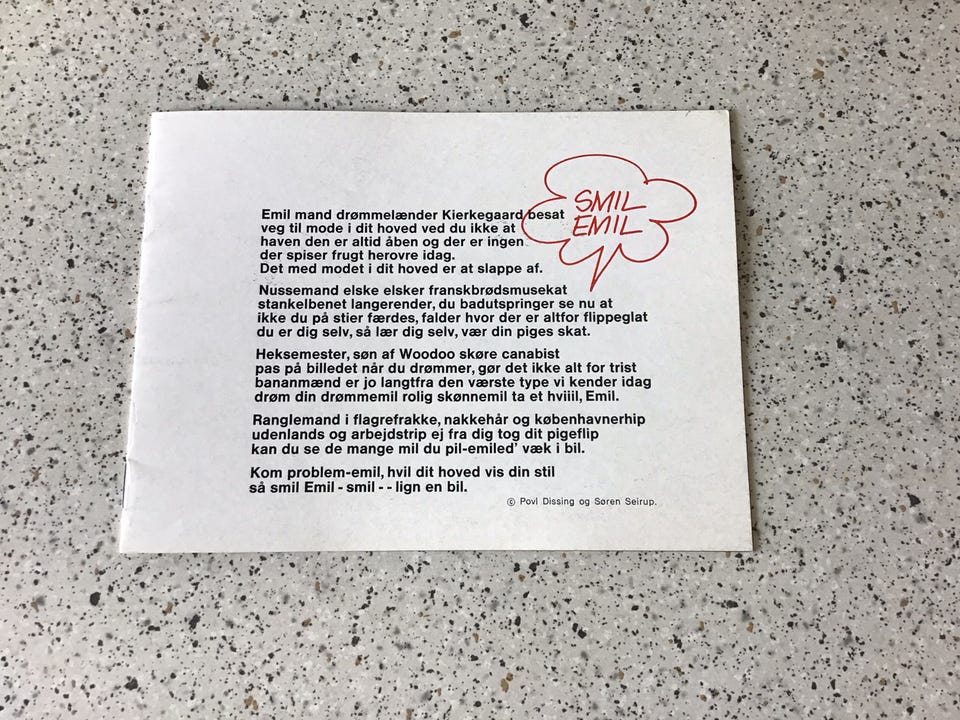 SMIL
EMIL
Emil mand drømmelænder Kierkegaard besat
veg til mode i dit hoved ved du ikke at
haven den er altid åben og der er ingen
der spiser frugt herovre idag.
Det med modet i dit hoved er at slappe af.
Nussemand elske elsker franskbrødsmusekat
stankelbenet langerender, du badutspringer se nu at
ikke du på stier færdes, falder hvor der er altfor flippeglat
du er dig selv, så lær dig selv, vær din piges skat.
Heksemester, søn af Woodoo skøre canabist
pas på billedet når du drømmer, gør det ikke alt for trist
bananmænd er jo langtfra den værste type vi kender idag
drøm din drømmemil rolig skønnemil ta et hviiil, Emil.
Ranglemand i flagrefrakke, nakkehår og københavnerhip
udenlands og arbejdstrip ej fra dig tog dit pigeflip
kan du se de mange mil du pil-emiled' væk i bil.
Kom problem-emil, hvil dit hoved vis din stil
så smil Emil - smil - - lign en bil.
© Povl Dissing og Søren Seirup.